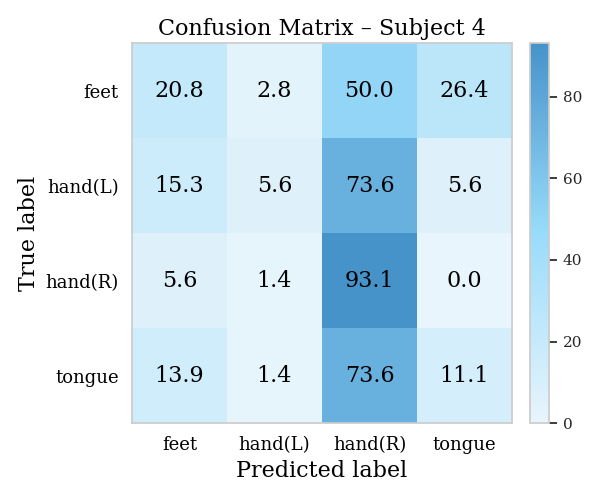 Confusion Matrix – Subject 4
feet 20.8 2.8 50.0 26.4
hand(L) 15.3 5.6 73.6 5.6
hand(R) 5.6 1.4 93.1 0.0
tongue 13.9 1.4 73.6 11.1
feet hand(L) hand(R) tongue
Predicted label
True label
80
60
40
20
0